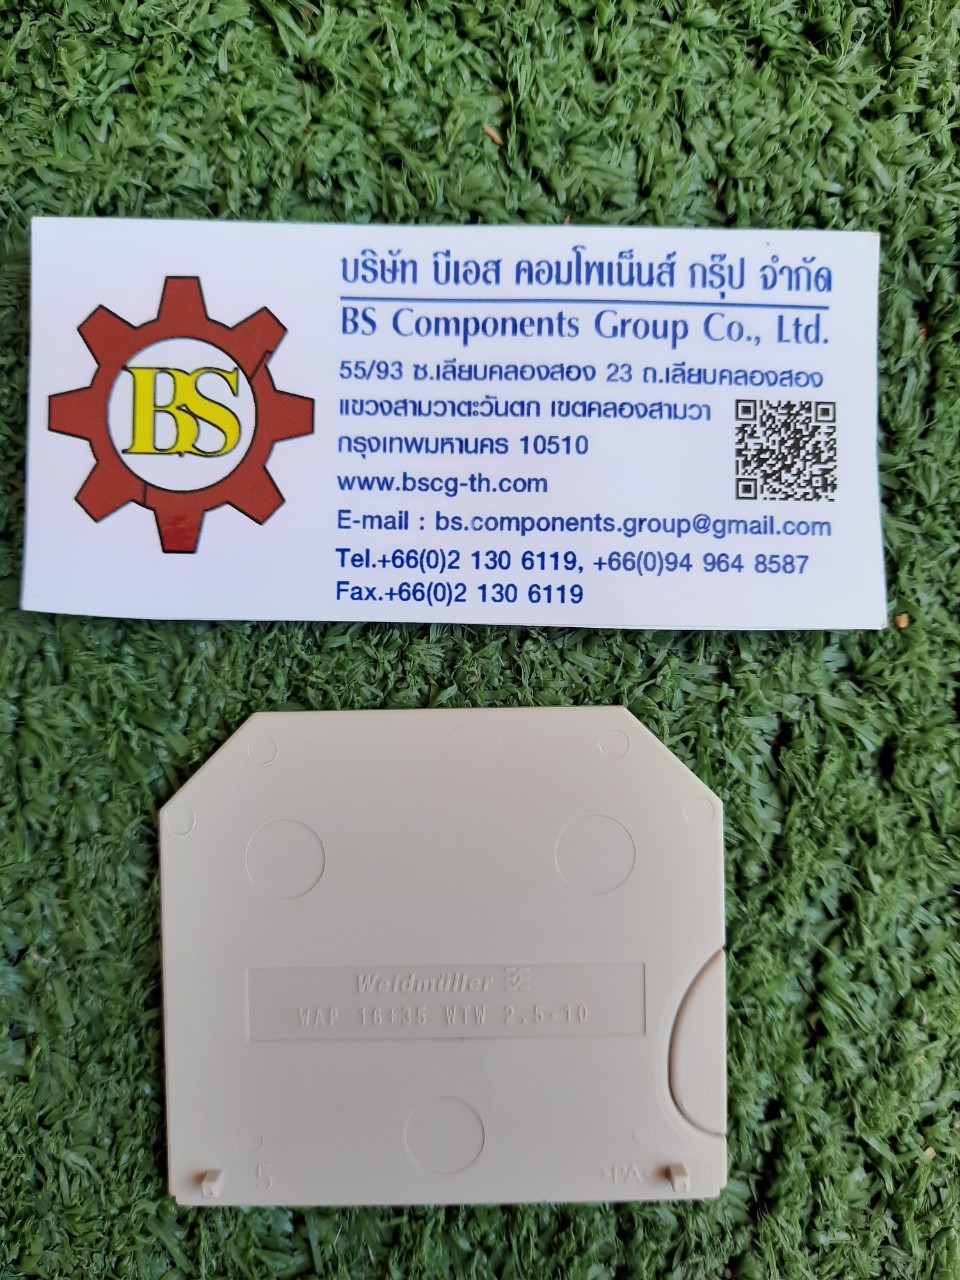 BS
บริษัท บีเอส คอมโพเน็นส์ กรุ๊ป จำกัด
BS Components Group Co., Ltd.
55/93 ซ.เลียบคลองสอง 23 ถ.เลียบคลองสอง
แขวงสามวาตะวันตก เขตคลองสามวา
กรุงเทพมหานคร 10510
www.bscg-th.com
E-mail : bs.components.group@gmail.com
Tel.+66(0)2 130 6119, +66(0)94 964 8587
Fax.+66(0)2 130 6119
Weidmüller
WAP 16+35 WTW 2.5-10
5 >PA<